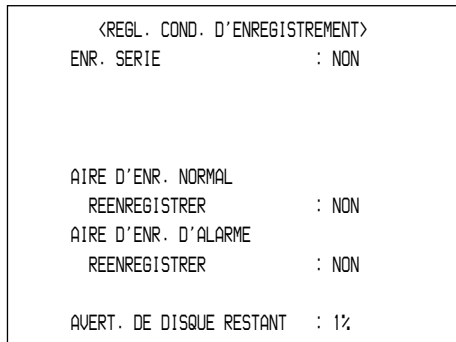 <REGL. COND. D'ENREGISTREMENT>
ENR. SERIE : NON
AIRE D'ENR. NORMAL
REENREGISTRER : NON
AIRE D'ENR. D'ALARME
REENREGISTRER : NON
AVERT. DE DISQUE RESTANT : 1%